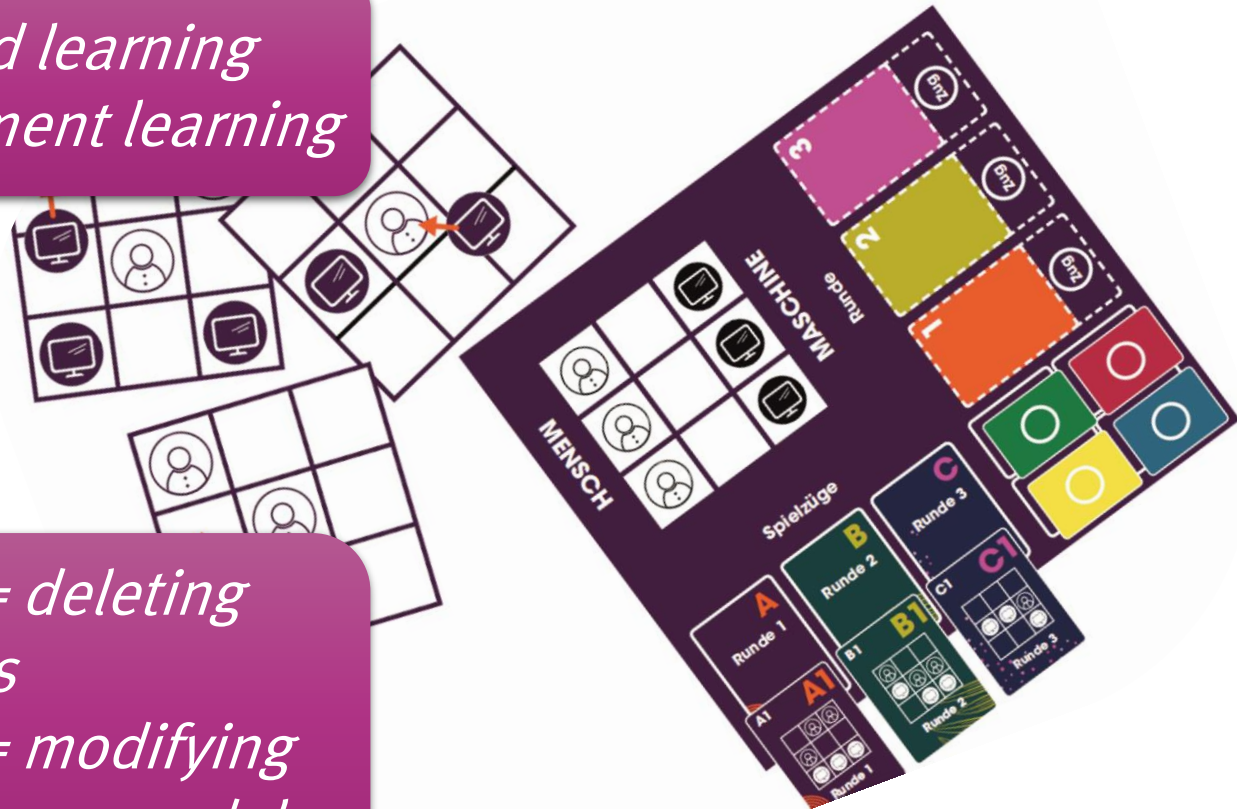 d learning
ment learning
= deleting
s
= modifying
MENSCH
MASCHINE
Runde
3
Zug
2
Zug
1
Zug
Spielzüge
A
Runde 1
B
Runde 2
C
Runde 3
A1
A1
Runde 1
B1
B1
Runde 2
C1
C1
Runde 3